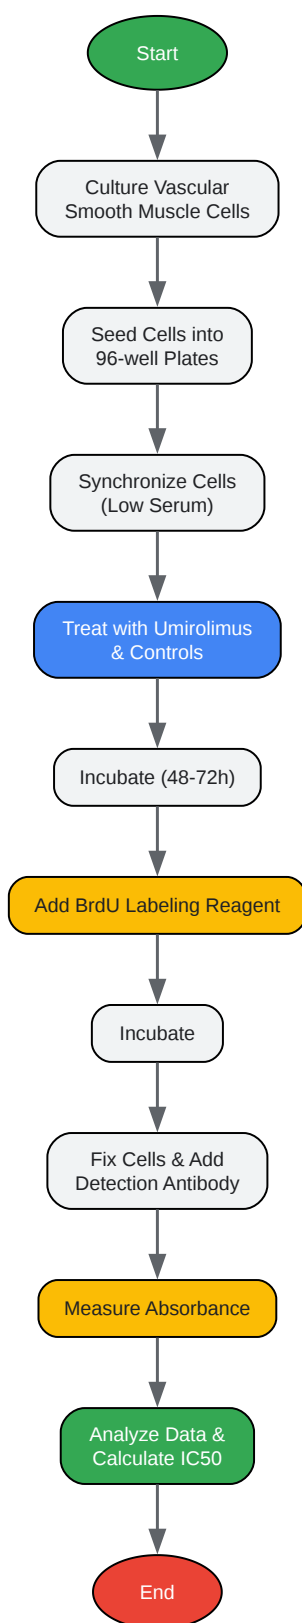 Start
Culture Vascular
Smooth Muscle Cells
Seed Cells into
96-well Plates
Synchronize Cells
(Low Serum)
Treat with Umirolimus
& Controls
Incubate (48-72h)
Add BrdU Labeling Reagent
Incubate
Fix Cells & Add
Detection Antibody
Measure Absorbance
Analyze Data &
Calculate IC50
End